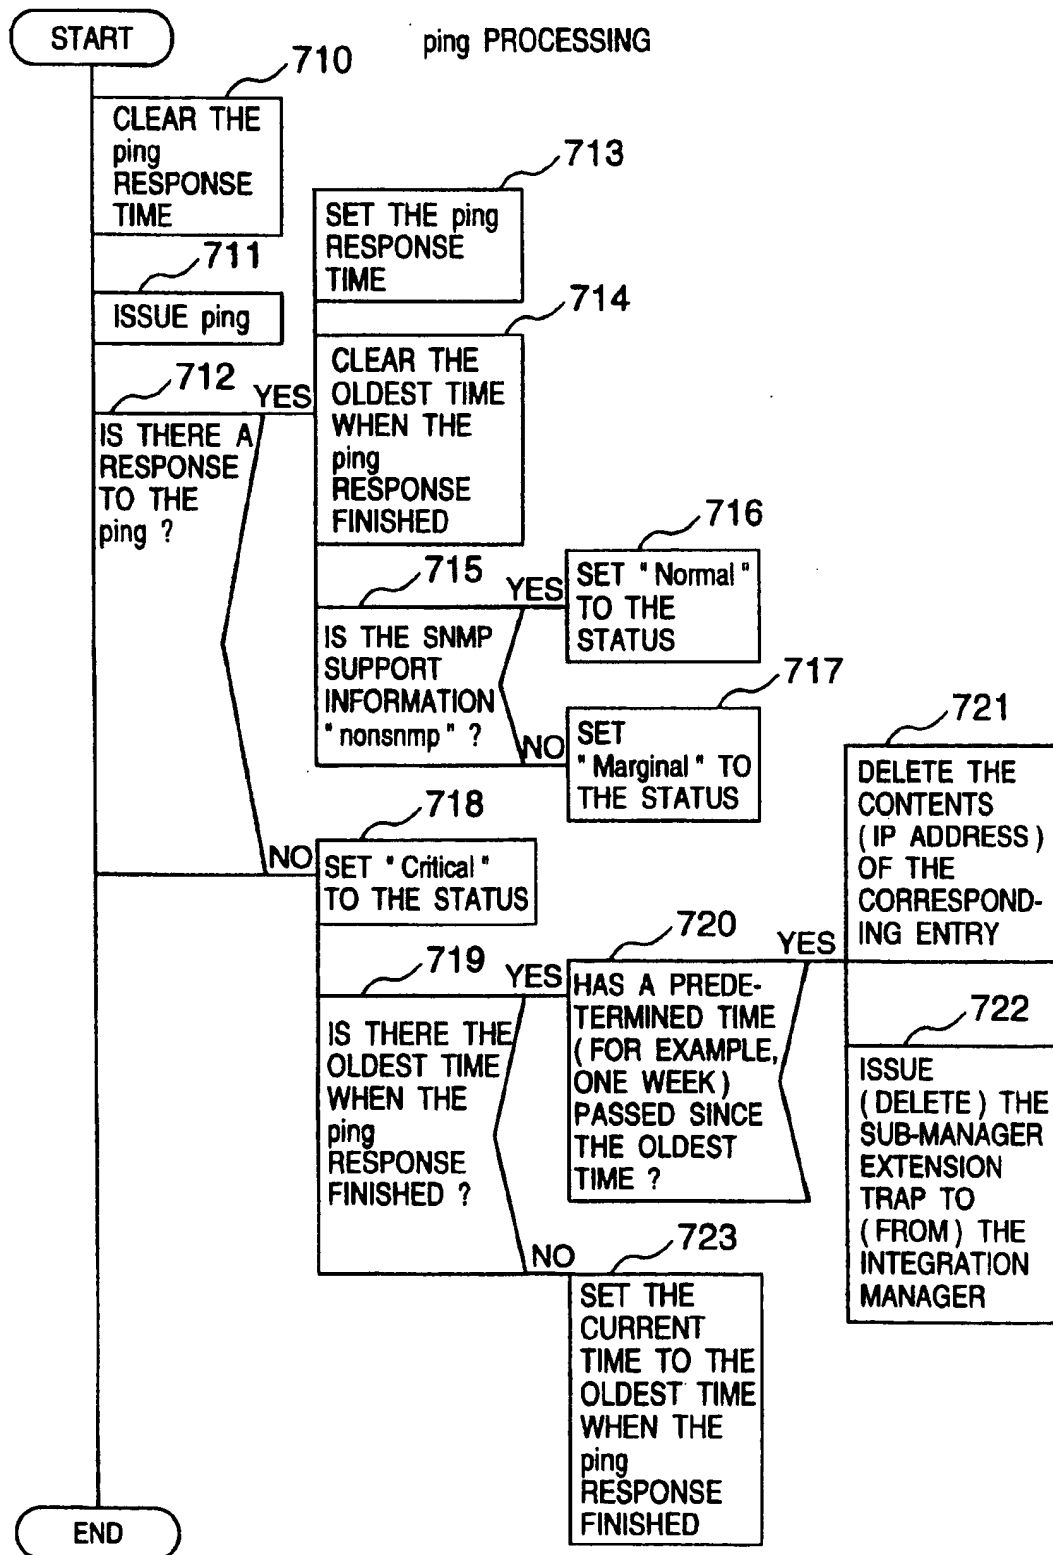 START
ping PROCESSING
710
CLEAR THE
ping
RESPONSE
TIME
711
ISSUE ping
712
IS THERE A
RESPONSE
TO THE
ping ?
YES
713
SET THE ping
RESPONSE
TIME
714
CLEAR THE
OLDEST TIME
WHEN THE
ping
RESPONSE
FINISHED
715
IS THE SNMP
SUPPORT
INFORMATION
"nonsnmp" ?
YES
716
SET "Normal"
TO THE
STATUS
NO
717
SET
"Marginal" TO
THE STATUS
NO
718
SET "Critical"
TO THE STATUS
719
IS THERE THE
OLDEST TIME
WHEN THE
ping
RESPONSE
FINISHED ?
YES
720
HAS A PREDE-
TERMINED TIME
(FOR EXAMPLE,
ONE WEEK)
PASSED SINCE
THE OLDEST
TIME ?
YES
721
DELETE THE
CONTENTS
(IP ADDRESS)
OF THE
CORRESPOND-
ING ENTRY
722
ISSUE
(DELETE) THE
SUB-MANAGER
EXTENSION
TRAP TO
(FROM) THE
INTEGRATION
MANAGER
NO
723
SET THE
CURRENT
TIME TO THE
OLDEST TIME
WHEN THE
ping
RESPONSE
FINISHED
END